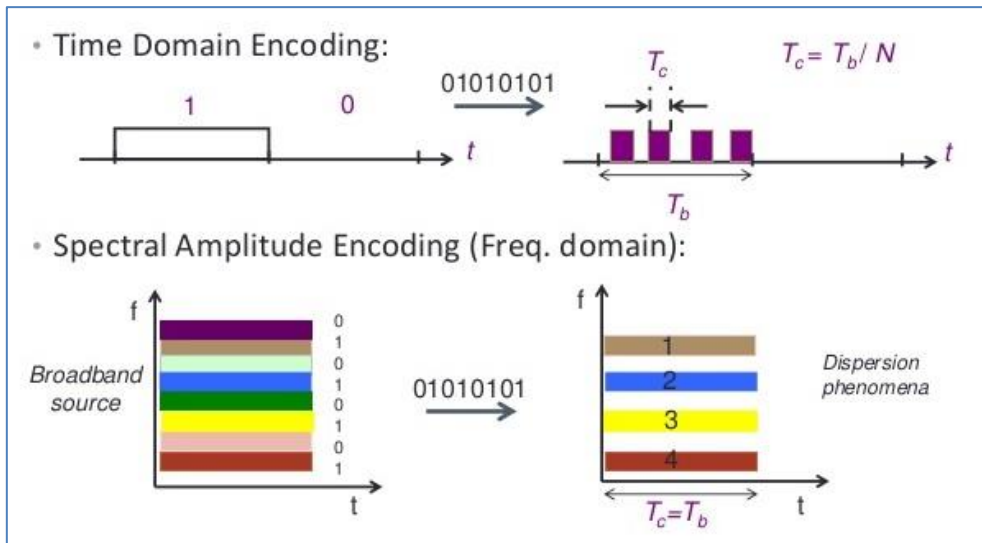 • Time Domain Encoding:
1 0
t
01010101
T_c
T_c = T_b / N
t
T_b
• Spectral Amplitude Encoding (Freq. domain):
f
Broadband
source
0
1
0
1
0
1
0
1
t
01010101
f
1
2
3
4
t
T_c=T_b
Dispersion
phenomena